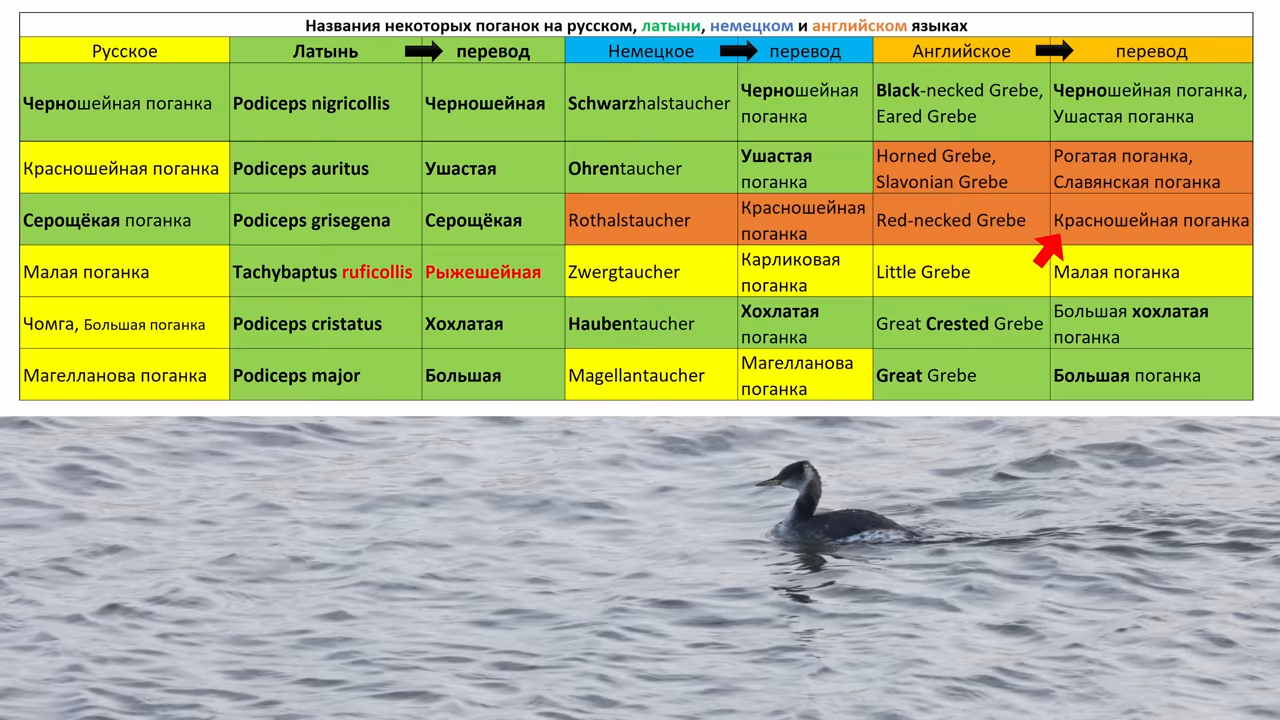 Названия некоторых поганок на русском, латыни, немецком и английском языках
Русское Латынь перевод Немецкое перевод Английское перевод
Черношейная поганка Podiceps nigricollis Черношейная Schwarzhalstaucher Черношейная поганка Black-necked Grebe, Eared Grebe Черношейная поганка, Ушастая поганка
Красношейная поганка Podiceps auritus Ушастая Ohrentaucher Ушастая поганка Horned Grebe, Slavonian Grebe Рогатая поганка, Славянская поганка
Серощёкая поганка Podiceps grisegena Серощёкая Rothalstaucher Красношейная поганка Red-necked Grebe Красношейная поганка
Малая поганка Tachybaptus ruficollis Рыжешейная Zwergtaucher Карликовая поганка Little Grebe Малая поганка
Чомга, Большая поганка Podiceps cristatus Хохлатая Haubentaucher Хохлатая поганка Great Crested Grebe Большая хохлатая поганка
Магелланова поганка Podiceps major Большая Magellantaucher Магелланова поганка Great Grebe Большая поганка